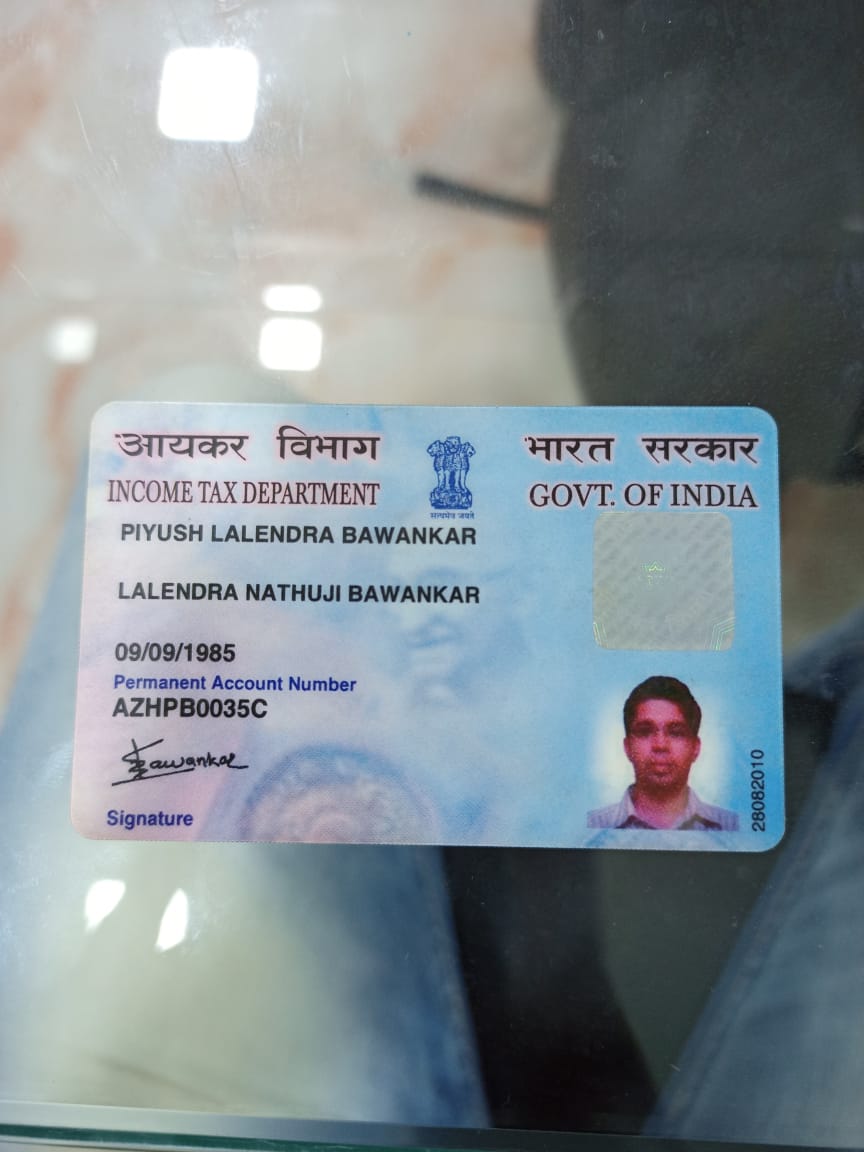 आयकर विभाग
INCOME TAX DEPARTMENT
सत्यमेव जयते
भारत सरकार
GOVT. OF INDIA
PIYUSH LALENDRA BAWANKAR
LALENDRA NATHUJI BAWANKAR
09/09/1985
Permanent Account Number
AZHPB0035C
Bawankar
Signature
28082010